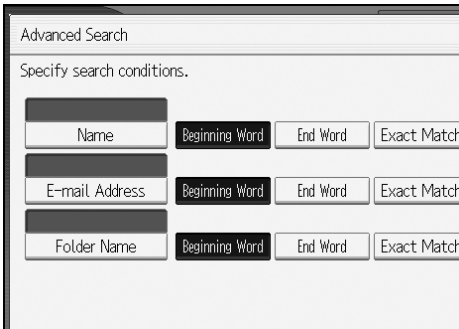 Advanced Search
Specify search conditions.
Name Beginning Word End Word Exact Match
E-mail Address Beginning Word End Word Exact Match
Folder Name Beginning Word End Word Exact Match